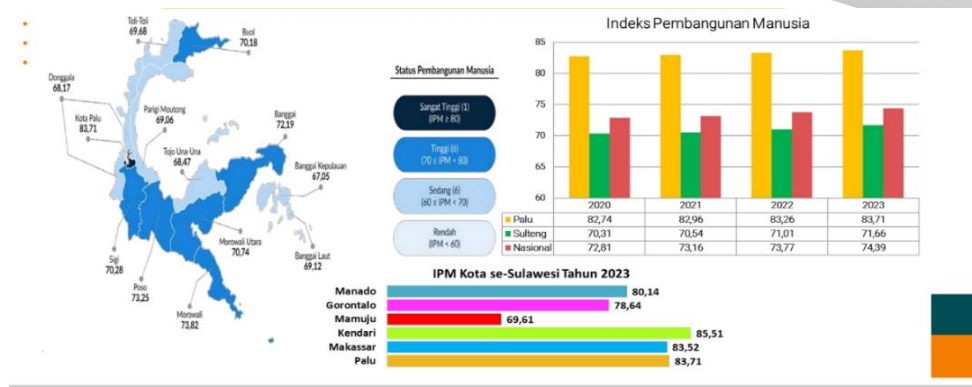 Toli-Toli
69,68
Buol
70,18
Donggala
68,17
Kota Palu
83,71
Parigi Moutong
69,06
Tojo Una-Una
68,47
Banggai
72,19
Banggai Kepulauan
67,05
Morowali Utara
70,74
Banggai Laut
69,12
Sigi
70,28
Poso
73,25
Morowali
73,82
Status Pembangunan Manusia
Sangat Tinggi (1)
(IPM ≥ 80)
Tinggi (6)
(70 ≤ IPM < 80)
Sedang (6)
(60 ≤ IPM < 70)
Rendah
(IPM < 60)
Indeks Pembangunan Manusia
85
80
75
70
65
60
2020 2021 2022 2023
Palu 82,74 82,96 83,26 83,71
Sulteng 70,31 70,54 71,01 71,66
Nasional 72,81 73,16 73,77 74,39
IPM Kota se-Sulawesi Tahun 2023
Manado 80,14
Gorontalo 78,64
Mamuju 69,61
Kendari 85,51
Makassar 83,52
Palu 83,71